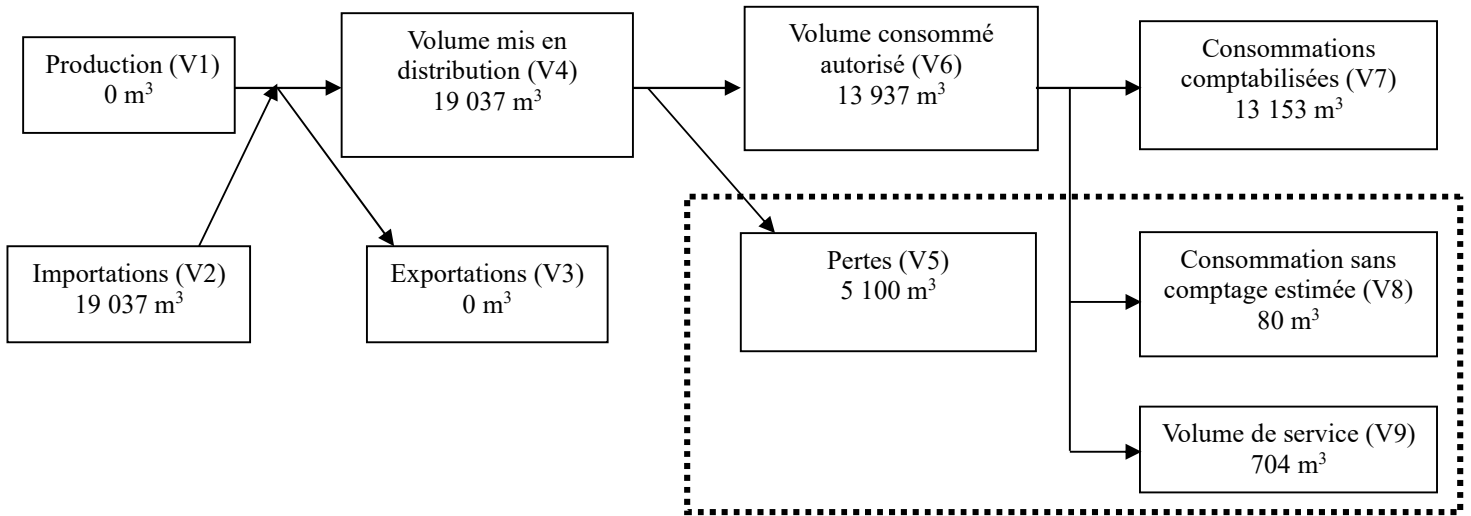 Production (V1)
0 m³
Volume mis en
distribution (V4)
19 037 m³
Volume consommé
autorisé (V6)
13 937 m³
Consommations
comptabilisées (V7)
13 153 m³
Importations (V2)
19 037 m³
Exportations (V3)
0 m³
Pertes (V5)
5 100 m³
Consommation sans
comptage estimée (V8)
80 m³
Volume de service (V9)
704 m³